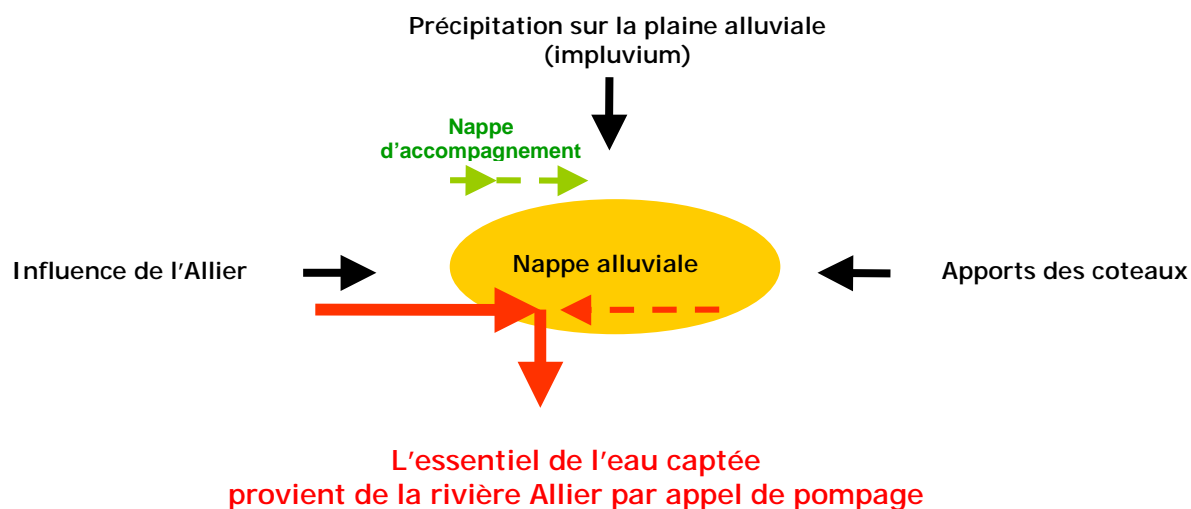 Précipitation sur la plaine alluviale
(impluvium)
Nappe
d'accompagnement
Influence de l'Allier
Nappe alluviale
Apports des coteaux
L'essentiel de l'eau captée
provient de la rivière Allier par appel de pompage